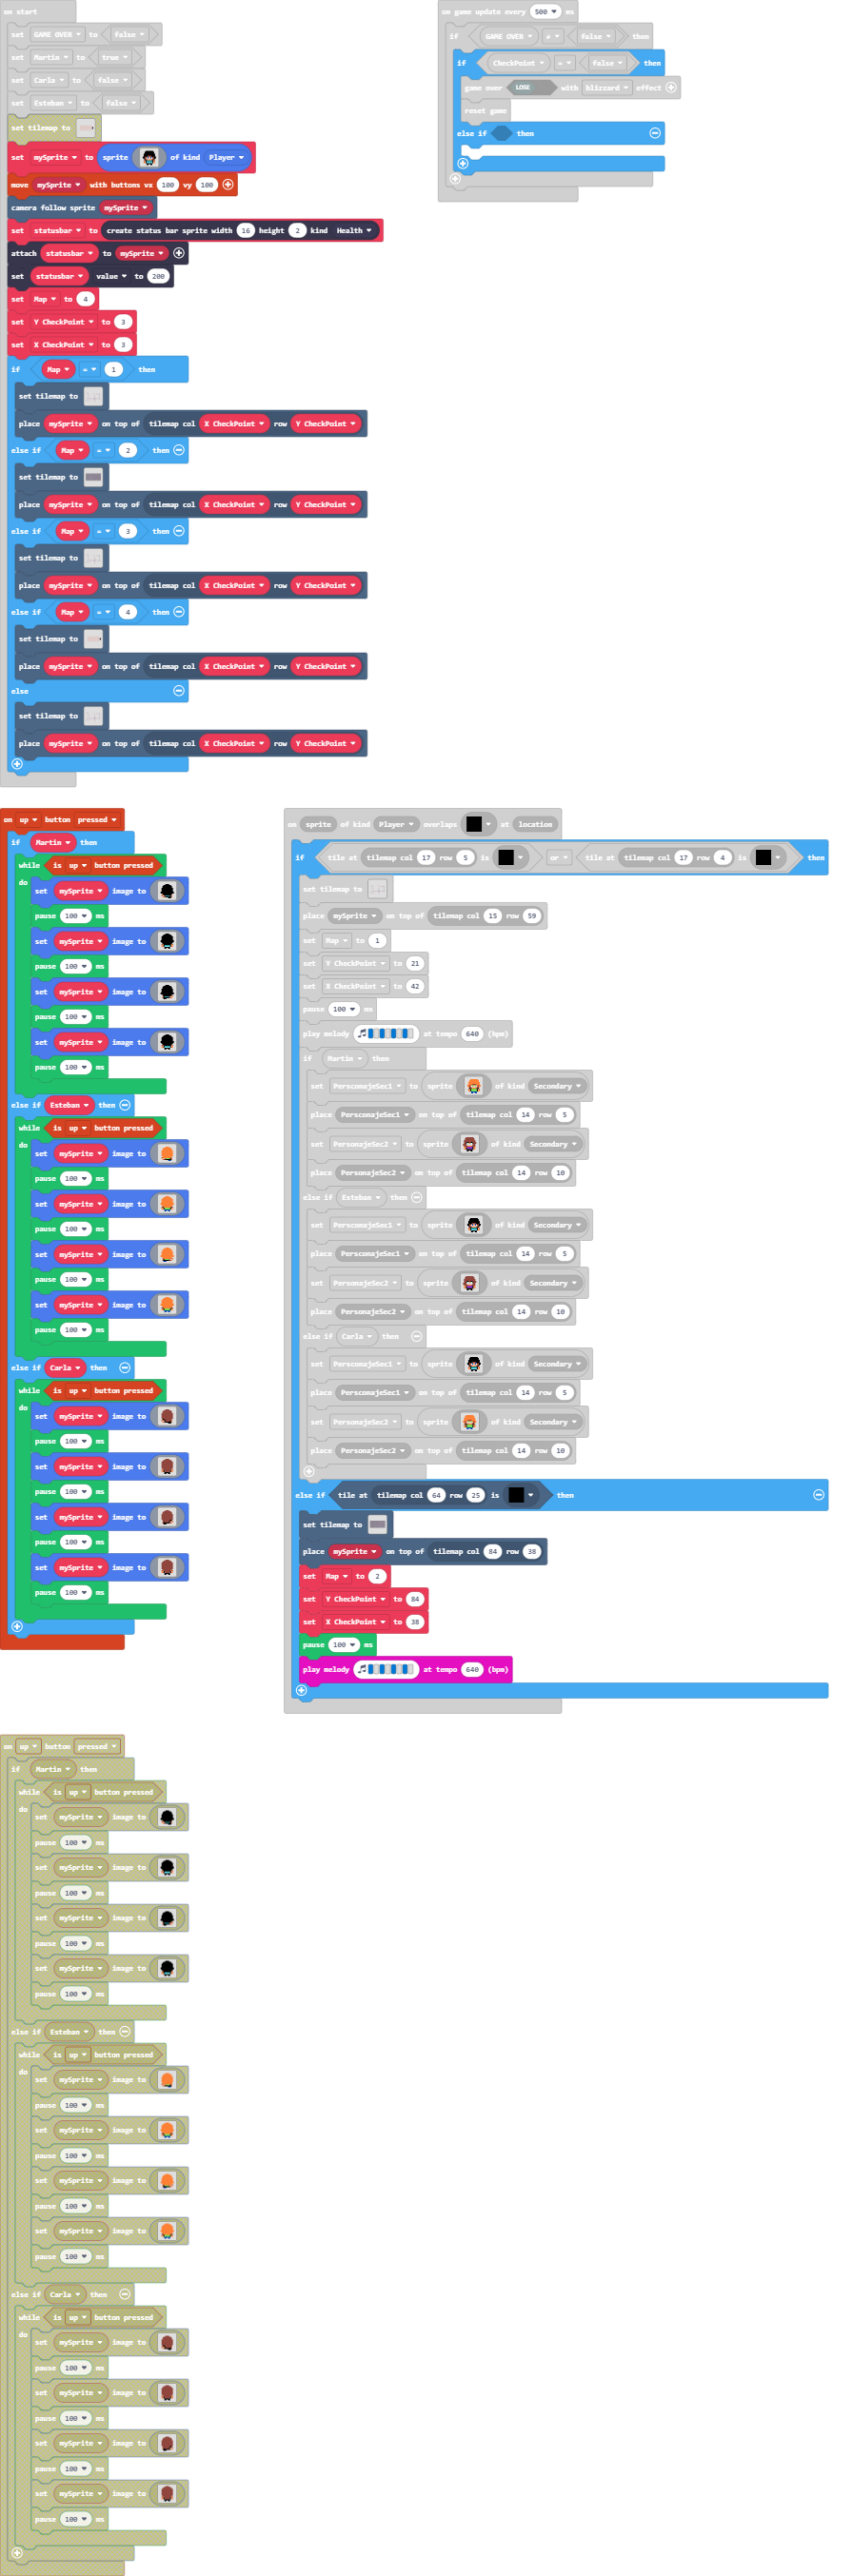 on start
set GAME OVER to false
set Martin to true
set Carla to false
set Esteban to false
set tilemap to
set mySprite to sprite of kind Player
move mySprite with buttons vx 100 vy 100
camera follow sprite mySprite
set statusbar to create status bar sprite width 16 height 2 kind Health
attach statusbar to mySprite
set statusbar value to 200
set Map to 4
set Y CheckPoint to 3
set X CheckPoint to 3
if Map = 1 then
set tilemap to
place mySprite on top of tilemap col X CheckPoint row Y CheckPoint
else if Map = 2 then
set tilemap to
place mySprite on top of tilemap col X CheckPoint row Y CheckPoint
else if Map = 3 then
set tilemap to
place mySprite on top of tilemap col X CheckPoint row Y CheckPoint
else if Map = 4 then
set tilemap to
place mySprite on top of tilemap col X CheckPoint row Y CheckPoint
else
set tilemap to
place mySprite on top of tilemap col X CheckPoint row Y CheckPoint
on game update every 500 ms
if GAME OVER ≠ false then
if CheckPoint = false then
game over LOSE with blizzard effect
reset game
else if then
on up button pressed
if Martin then
while is up button pressed
do
set mySprite image to
pause 100 ms
set mySprite image to
pause 100 ms
set mySprite image to
pause 100 ms
set mySprite image to
pause 100 ms
else if Esteban then
while is up button pressed
do
set mySprite image to
pause 100 ms
set mySprite image to
pause 100 ms
set mySprite image to
pause 100 ms
set mySprite image to
pause 100 ms
else if Carla then
while is up button pressed
do
set mySprite image to
pause 100 ms
set mySprite image to
pause 100 ms
set mySprite image to
pause 100 ms
set mySprite image to
pause 100 ms
on sprite of kind Player overlaps at location
if tile at tilemap col 17 row 5 is or tile at tilemap col 17 row 4 is then
set tilemap to
place mySprite on top of tilemap col 15 row 59
set Map to 1
set Y CheckPoint to 21
set X CheckPoint to 42
pause 100 ms
play melody at tempo 640 (bpm)
if Martin then
set PersonajeSec1 to sprite of kind Secondary
place PersonajeSec1 on top of tilemap col 14 row 5
set PersonajeSec2 to sprite of kind Secondary
place PersonajeSec2 on top of tilemap col 14 row 10
else if Esteban then
set PersonajeSec1 to sprite of kind Secondary
place PersonajeSec1 on top of tilemap col 14 row 5
set PersonajeSec2 to sprite of kind Secondary
place PersonajeSec2 on top of tilemap col 14 row 10
else if Carla then
set PersonajeSec1 to sprite of kind Secondary
place PersonajeSec1 on top of tilemap col 14 row 5
set PersonajeSec2 to sprite of kind Secondary
place PersonajeSec2 on top of tilemap col 14 row 10
else if tile at tilemap col 64 row 25 is then
set tilemap to
place mySprite on top of tilemap col 84 row 38
set Map to 2
set Y CheckPoint to 84
set X CheckPoint to 38
pause 100 ms
play melody at tempo 640 (bpm)
on up button pressed
if Martin then
while is up button pressed
do
set mySprite image to
pause 100 ms
set mySprite image to
pause 100 ms
set mySprite image to
pause 100 ms
set mySprite image to
pause 100 ms
else if Esteban then
while is up button pressed
do
set mySprite image to
pause 100 ms
set mySprite image to
pause 100 ms
set mySprite image to
pause 100 ms
set mySprite image to
pause 100 ms
else if Carla then
while is up button pressed
do
set mySprite image to
pause 100 ms
set mySprite image to
pause 100 ms
set mySprite image to
pause 100 ms
set mySprite image to
pause 100 ms